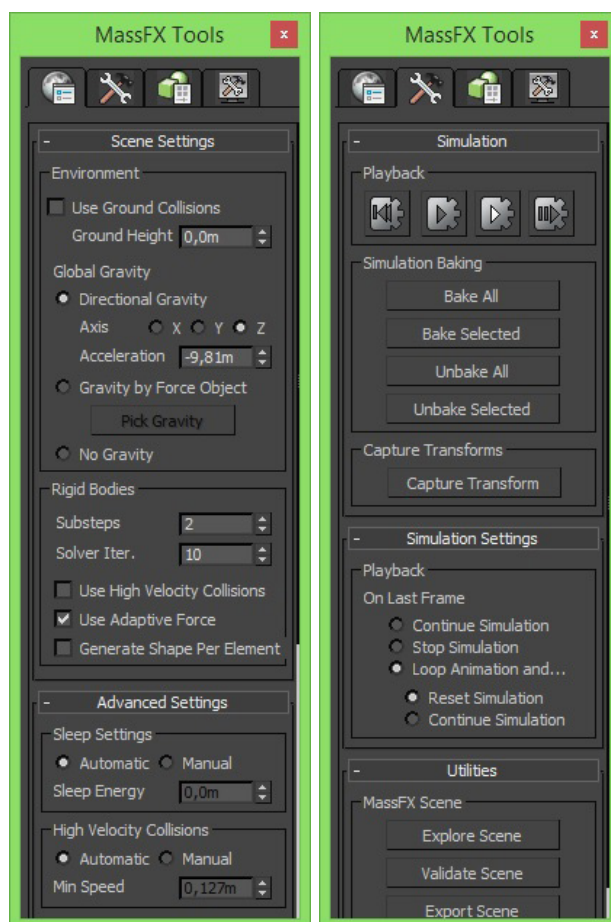 MassFX Tools
x
- Scene Settings
Environment
Use Ground Collisions
Ground Height 0,0m
Global Gravity
Directional Gravity
Axis X Y Z
Acceleration -9,81m
Gravity by Force Object
Pick Gravity
No Gravity
Rigid Bodies
Substeps 2
Solver Iter. 10
Use High Velocity Collisions
Use Adaptive Force
Generate Shape Per Element
- Advanced Settings
Sleep Settings
Automatic Manual
Sleep Energy 0,0m
High Velocity Collisions
Automatic Manual
Min Speed 0,127m
MassFX Tools
x
- Simulation
Playback
Simulation Baking
Bake All
Bake Selected
Unbake All
Unbake Selected
Capture Transforms
Capture Transform
- Simulation Settings
Playback
On Last Frame
Continue Simulation
Stop Simulation
Loop Animation and...
Reset Simulation
Continue Simulation
- Utilities
MassFX Scene
Explore Scene
Validate Scene
Export Scene